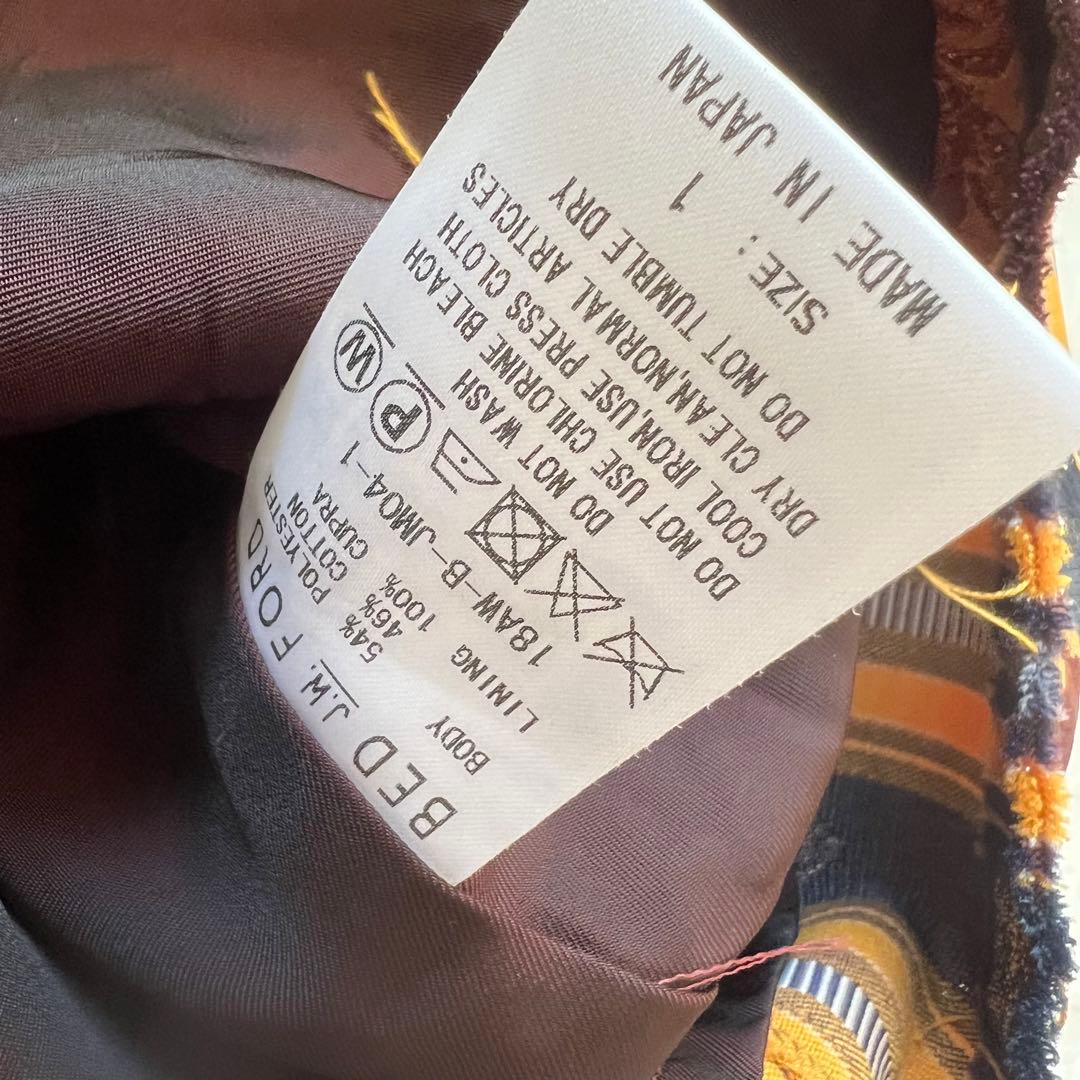 BED J.W. FORD
BODY 54% POLYESTER
46% COTTON
LINING 100% CUPRA
18AW-B-JM04-1
P W
DO NOT WASH
DO NOT USE CHLORINE BLEACH
COOL IRON,USE PRESS CLOTH
DRY CLEAN,NORMAL ARTICLES
DO NOT TUMBLE DRY
SIZE: 1
MADE IN JAPAN